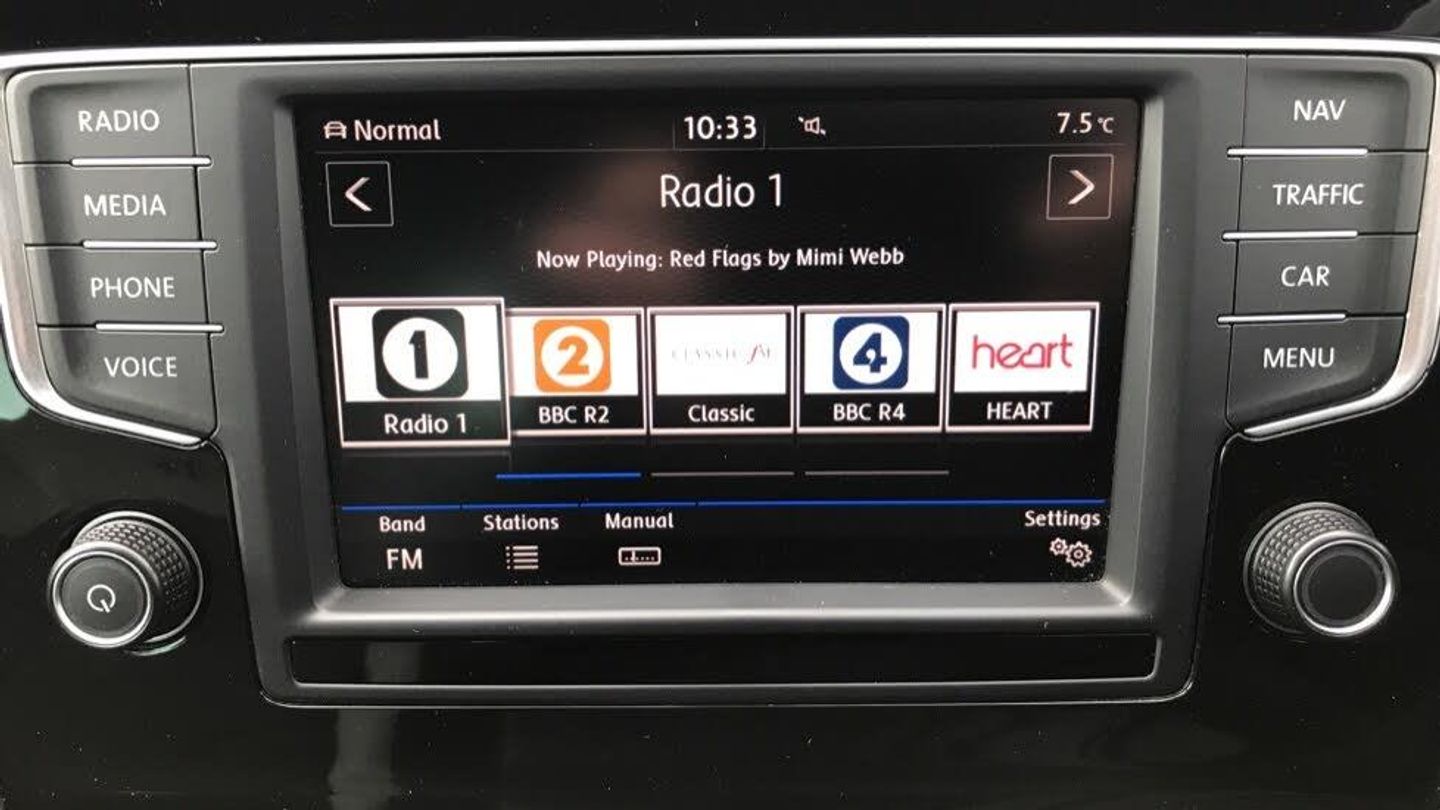 RADIO
MEDIA
PHONE
VOICE
Normal 10:33 7.5°C
Radio 1
Now Playing: Red Flags by Mimi Webb
1 2 CLASSIC fM 4 heart
Radio 1 BBC R2 Classic BBC R4 HEART
Band Stations Manual Settings
FM
NAV
TRAFFIC
CAR
MENU